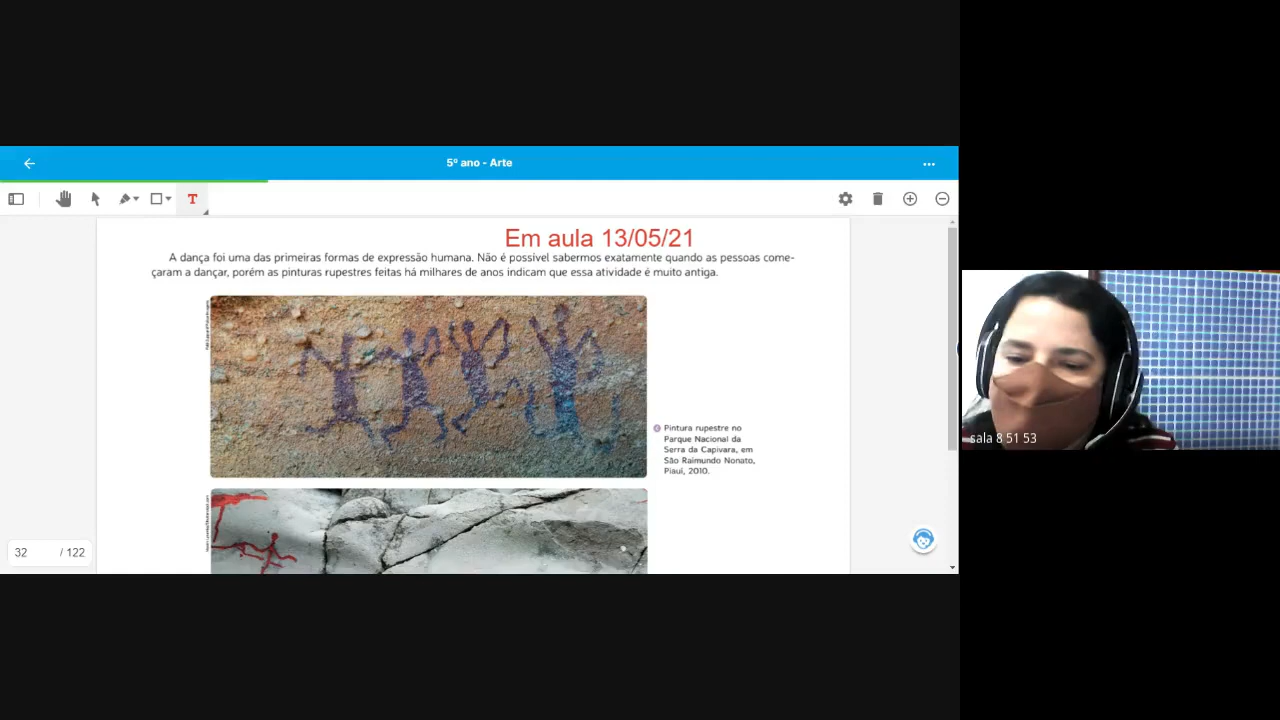 5º ano - Arte
...
T
Em aula 13/05/21
A dança foi uma das primeiras formas de expressão humana. Não é possível sabermos exatamente quando as pessoas come-
çaram a dançar, porém as pinturas rupestres feitas há milhares de anos indicam que essa atividade é muito antiga.
Pintura rupestre no
Parque Nacional da
Serra da Capivara, em
São Raimundo Nonato,
Piauí, 2010.
sala 8 51 53
32 / 122